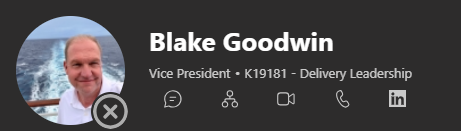 Blake Goodwin
Vice President • K19181 - Delivery Leadership
in